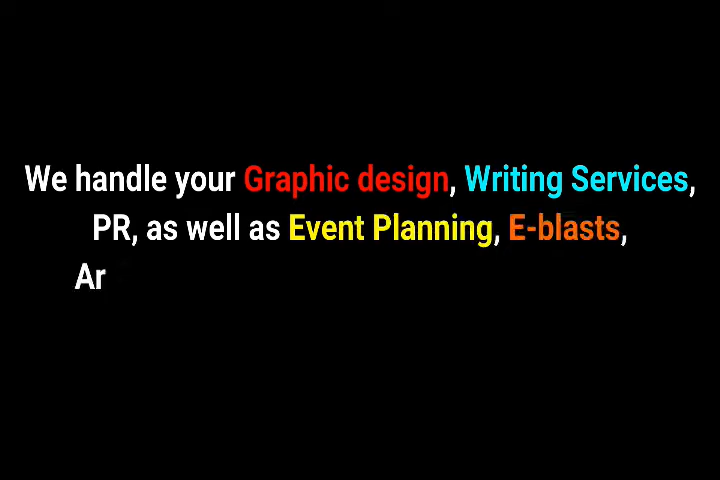 We handle your Graphic design, Writing Services,
PR, as well as Event Planning, E-blasts,
Ar